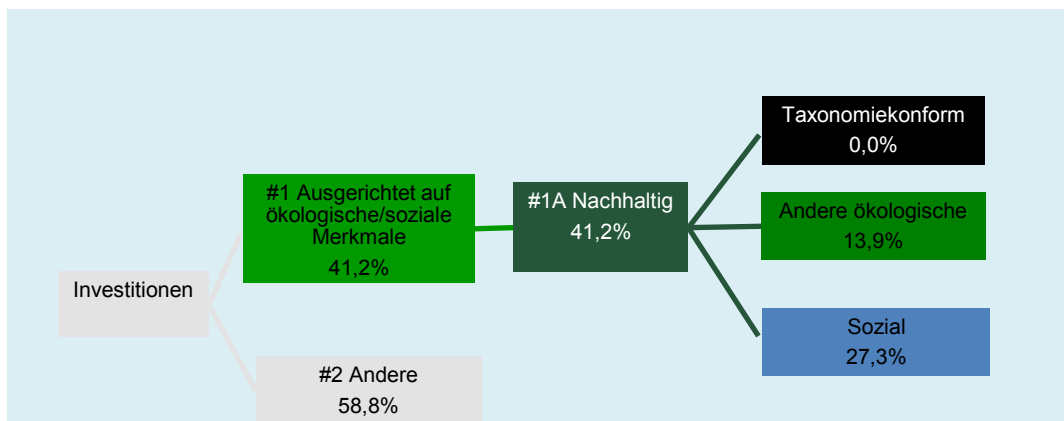 Investitionen
#1 Ausgerichtet auf
ökologische/soziale
Merkmale
41,2%
#2 Andere
58,8%
#1A Nachhaltig
41,2%
Taxonomiekonform
0,0%
Andere ökologische
13,9%
Sozial
27,3%